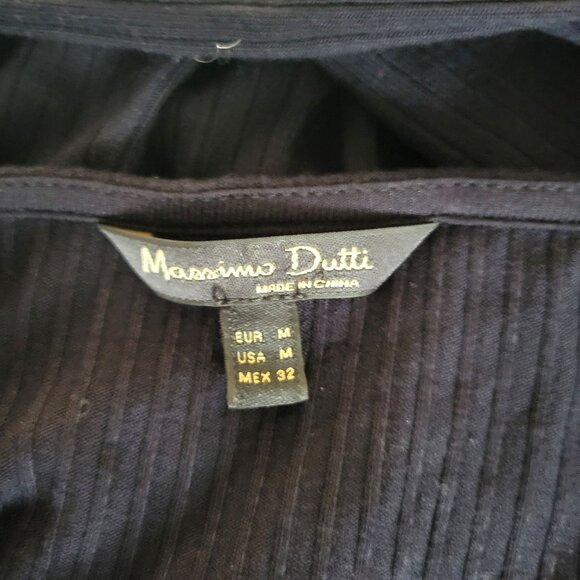 Massimo Dutti
MADE IN CHINA
EUR M
USA M
MEX 32